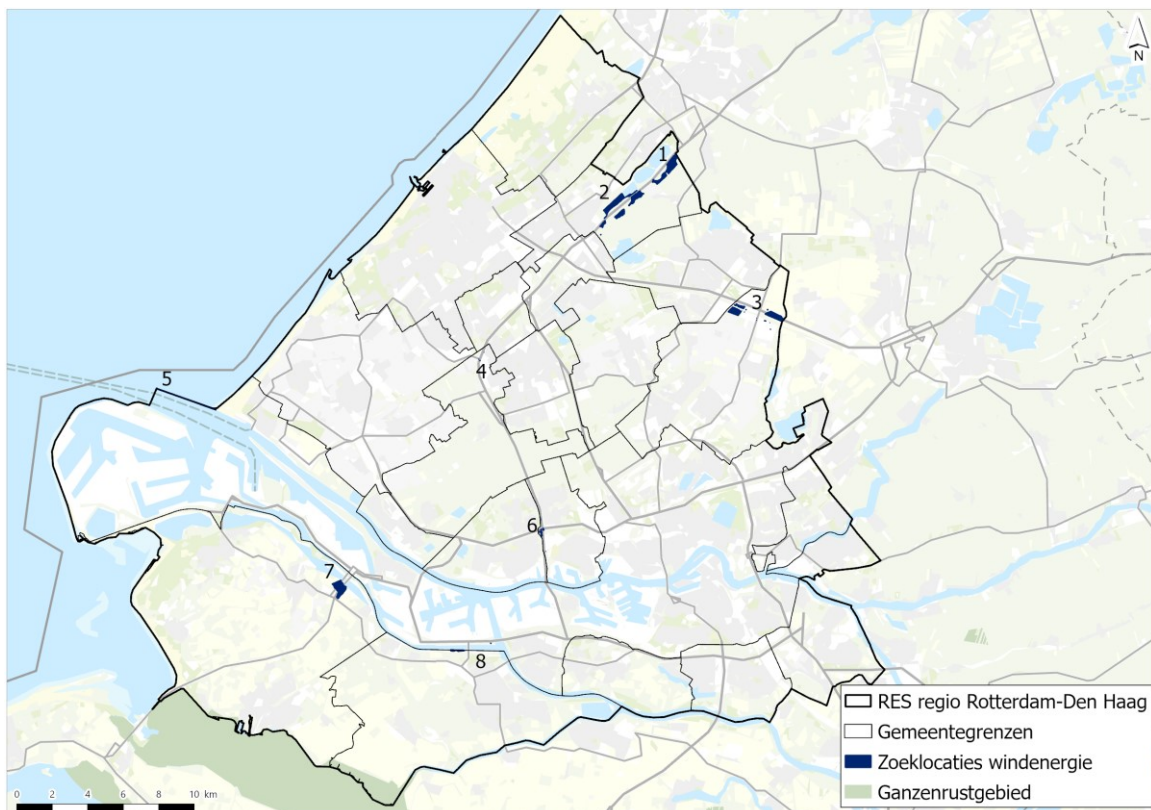 N
1
2
3
4
5
6
7
8
RES regio Rotterdam-Den Haag
Gemeentegrenzen
Zoeklocaties windenergie
Ganzenrustgebied
0 2 4 6 8 10 km